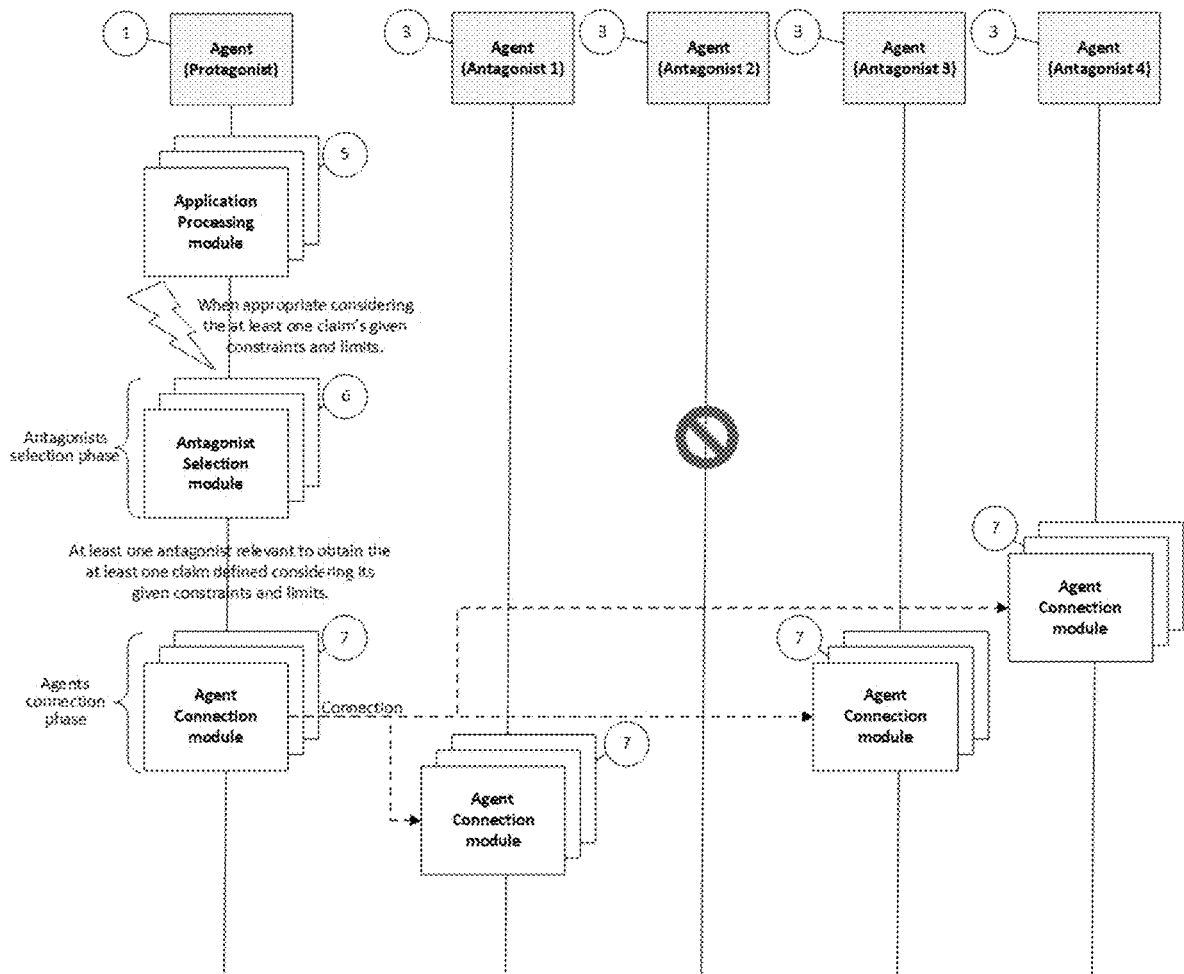 1
Agent
(Protagonist)
3
Agent
(Antagonist 1)
3
Agent
(Antagonist 2)
3
Agent
(Antagonist 3)
3
Agent
(Antagonist 4)
5
Application
Processing
module
When appropriate considering
the at least one claim's given
constraints and limits.
6
Antagonists
selection phase
Antagonist
Selection
module
At least one antagonist relevant to obtain the
at least one claim defined considering its
given constraints and limits.
7
Agent
Connection
module
7
Agents
connection
phase
Agent
Connection
module
Connection
7
Agent
Connection
module
7
Agent
Connection
module